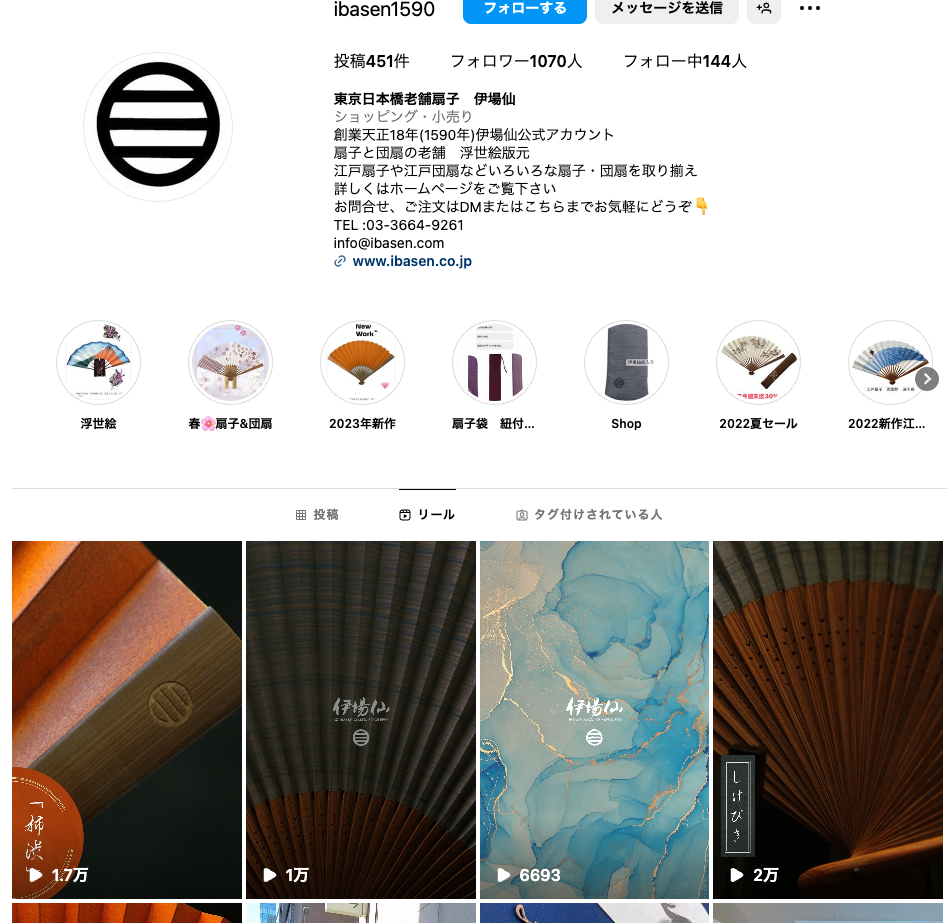 ibasen1590
フォローする
メッセージを送信
投稿451件
フォロワー1070人
フォロー中144人
東京日本橋老舗扇子　伊場仙
ショッピング・小売り
創業天正18年(1590年)伊場仙公式アカウント
扇子と団扇の老舗　浮世絵版元
江戸扇子や江戸団扇などいろいろな扇子・団扇を取り揃え
詳しくはホームページをご覧下さい
お問合せ、ご注文はDMまたはこちらまでお気軽にどうぞ👇
TEL :03-3664-9261
info@ibasen.com
www.ibasen.co.jp
New
Work
浮世絵
春🌸扇子&団扇
2023年新作
扇子袋　紐付...
Shop
2022夏セール
2022新作江...
投稿
リール
タグ付けされている人
「柿渋」
1.7万
伊場仙
1万
伊場仙
6693
しけびき
2万